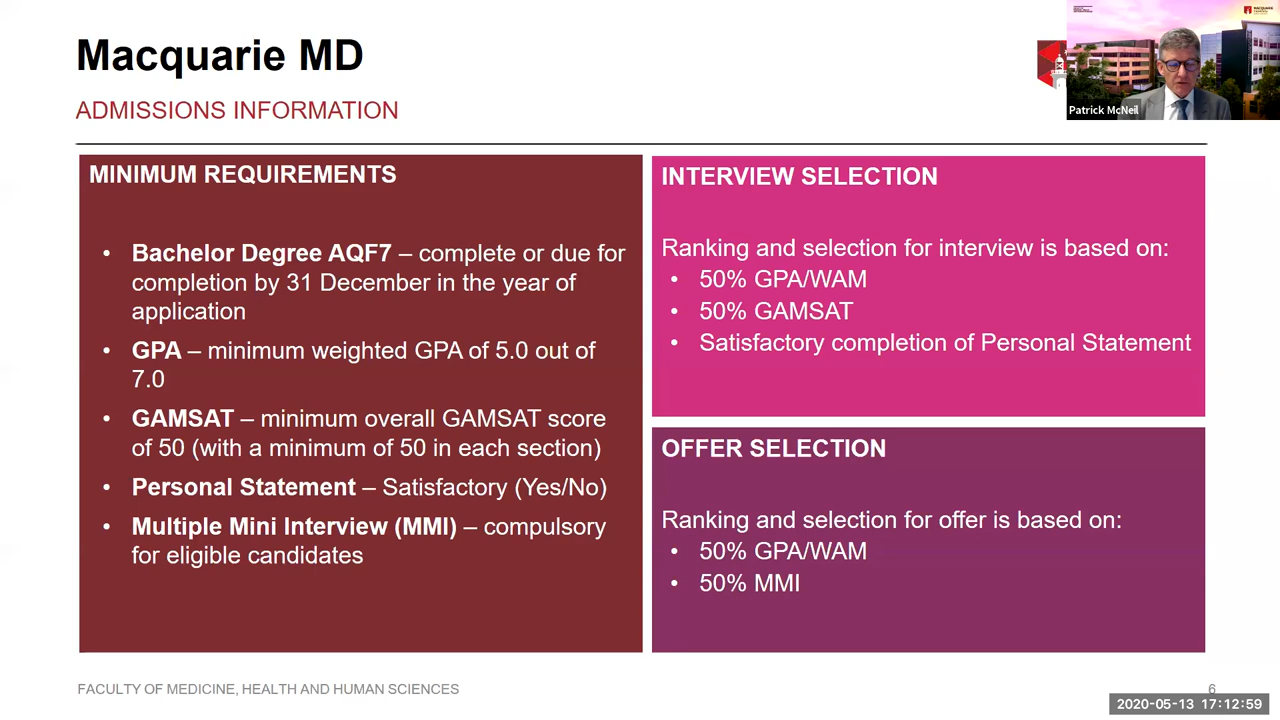 Macquarie MD
ADMISSIONS INFORMATION
Patrick McNeil
MINIMUM REQUIREMENTS
• Bachelor Degree AQF7 – complete or due for
completion by 31 December in the year of
application
• GPA – minimum weighted GPA of 5.0 out of
7.0
• GAMSAT – minimum overall GAMSAT score
of 50 (with a minimum of 50 in each section)
• Personal Statement – Satisfactory (Yes/No)
• Multiple Mini Interview (MMI) – compulsory
for eligible candidates
INTERVIEW SELECTION
Ranking and selection for interview is based on:
• 50% GPA/WAM
• 50% GAMSAT
• Satisfactory completion of Personal Statement
OFFER SELECTION
Ranking and selection for offer is based on:
• 50% GPA/WAM
• 50% MMI
FACULTY OF MEDICINE, HEALTH AND HUMAN SCIENCES
6
2020-05-13 17:12:59